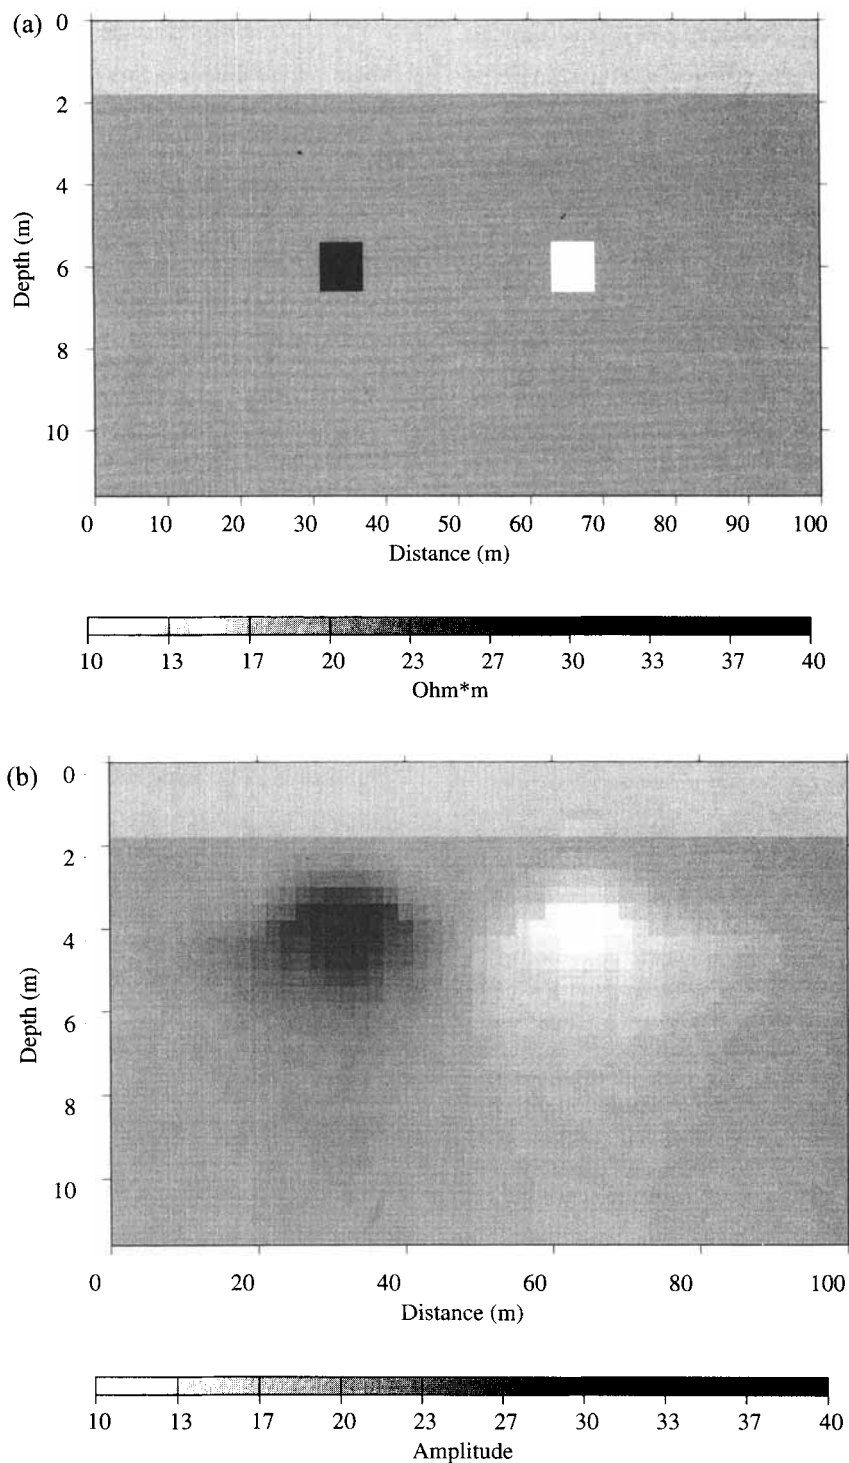 (a)
0
2
4
6
8
10
Depth (m)
0 10 20 30 40 50 60 70 80 90 100
Distance (m)
10 13 17 20 23 27 30 33 37 40
Ohm*m
(b)
0
2
4
6
8
10
Depth (m)
0 20 40 60 80 100
Distance (m)
10 13 17 20 23 27 30 33 37 40
Amplitude